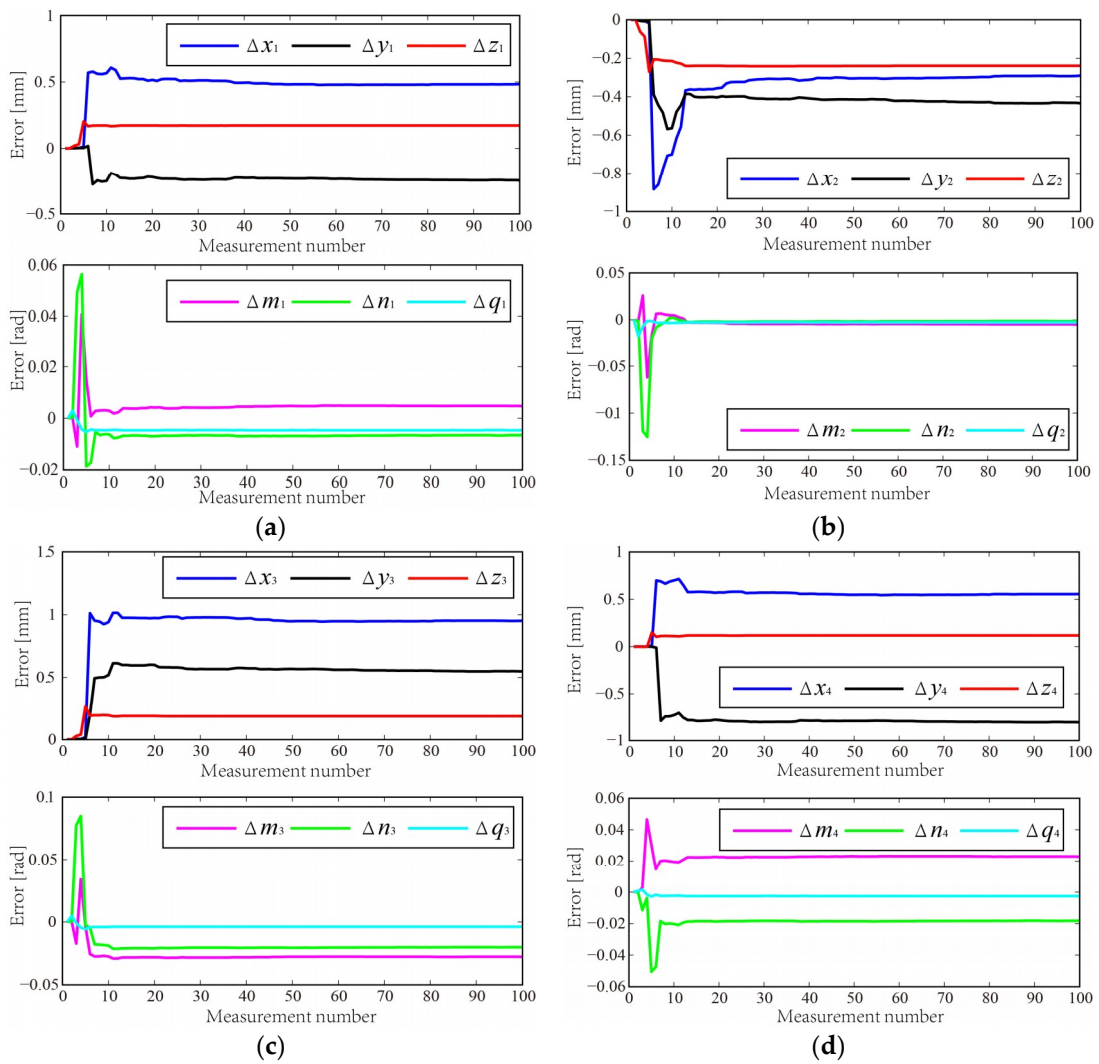 1
0.5
0
−0.5
Error [mm]
Δx₁ Δy₁ Δz₁
0 10 20 30 40 50 60 70 80 90 100
Measurement number
0.06
0.04
0.02
0
−0.02
Error [rad]
Δm₁ Δn₁ Δq₁
0 10 20 30 40 50 60 70 80 90 100
Measurement number
(a)
0
−0.2
−0.4
−0.6
−0.8
−1
Error [mm]
Δx₂ Δy₂ Δz₂
0 10 20 30 40 50 60 70 80 90 100
Measurement number
0.05
0
−0.05
−0.1
−0.15
Error [rad]
Δm₂ Δn₂ Δq₂
0 10 20 30 40 50 60 70 80 90 100
Measurement number
(b)
1.5
1
0.5
0
Error [mm]
Δx₃ Δy₃ Δz₃
0 10 20 30 40 50 60 70 80 90 100
Measurement number
0.1
0.05
0
−0.05
Error [rad]
Δm₃ Δn₃ Δq₃
0 10 20 30 40 50 60 70 80 90 100
Measurement number
(c)
1
0.5
0
−0.5
−1
Error [mm]
Δx₄ Δy₄ Δz₄
0 10 20 30 40 50 60 70 80 90 100
Measurement number
0.06
0.04
0.02
0
−0.02
−0.04
−0.06
Error [rad]
Δm₄ Δn₄ Δq₄
0 10 20 30 40 50 60 70 80 90 100
Measurement number
(d)